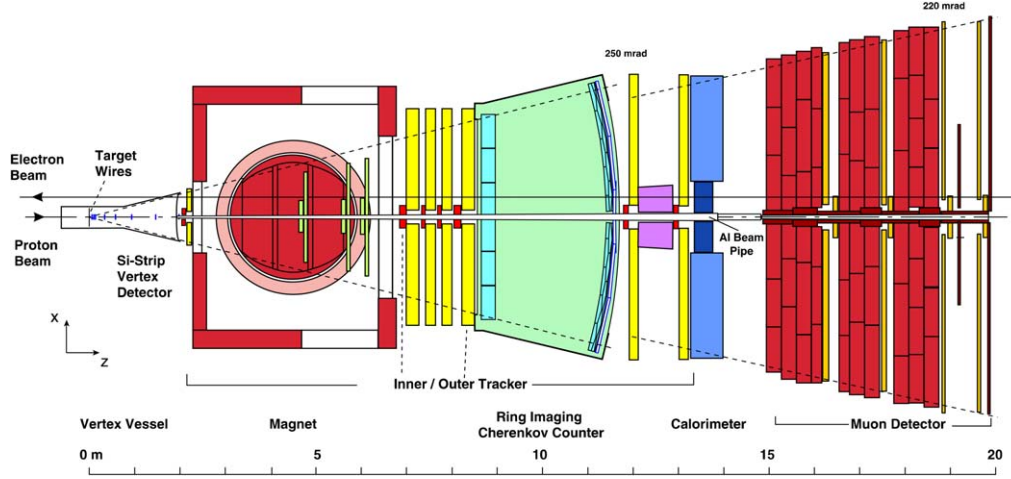 220 mrad
250 mrad
Electron
Beam
Target
Wires
Proton
Beam
Al Beam
Pipe
Si-Strip
Vertex
Detector
X
Z
Inner / Outer Tracker
Vertex Vessel
Magnet
Ring Imaging
Cherenkov Counter
Calorimeter
Muon Detector
0 m
5
10
15
20